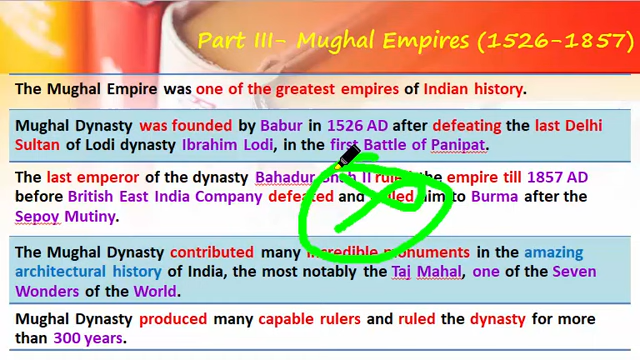 Part III- Mughal Empires (1526-1857)
The Mughal Empire was one of the greatest empires of Indian history.
Mughal Dynasty was founded by Babur in 1526 AD after defeating the last Delhi
Sultan of Lodi dynasty Ibrahim Lodi, in the first Battle of Panipat.
The last emperor of the dynasty Bahadur Shah II ruled the empire till 1857 AD
before British East India Company defeated and him to Burma after the
Sepoy Mutiny.
The Mughal Dynasty contributed many incredible monuments in the amazing
architectural history of India, the most notably the Taj Mahal, one of the Seven
Wonders of the World.
Mughal Dynasty produced many capable rulers and ruled the dynasty for more
than 300 years.